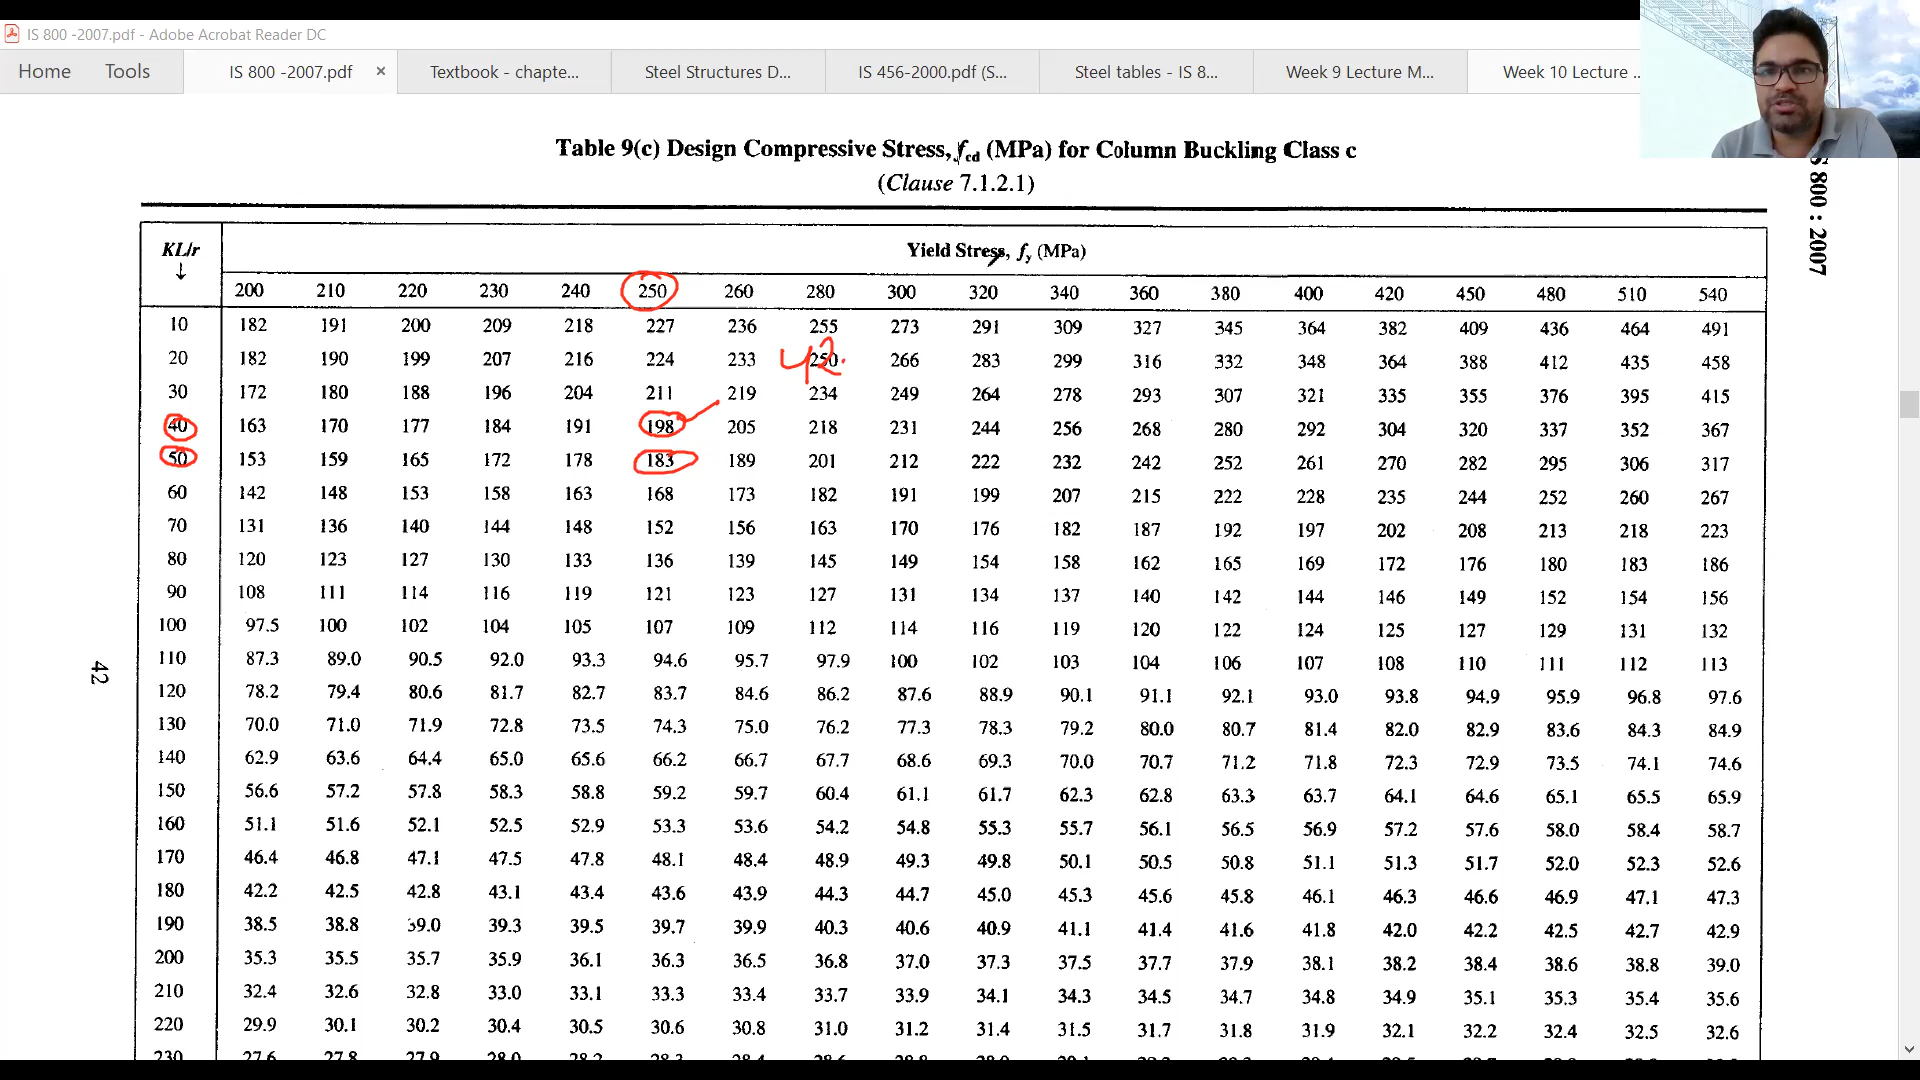 IS 800 -2007.pdf - Adobe Acrobat Reader DC
Home Tools IS 800 -2007.pdf × Textbook - chapte... Steel Structures D... IS 456-2000.pdf (S... Steel tables - IS 8... Week 9 Lecture M... Week 10 Lecture ..
Table 9(c) Design Compressive Stress, fcd (MPa) for Column Buckling Class c
(Clause 7.1.2.1)
S 800 : 2007
KL/r Yield Stress, fy (MPa)
↓
200 210 220 230 240 250 260 280 300 320 340 360 380 400 420 450 480 510 540
10 182 191 200 209 218 227 236 255 273 291 309 327 345 364 382 409 436 464 491
42.
20 182 190 199 207 216 224 233 250 266 283 299 316 332 348 364 388 412 435 458
30 172 180 188 196 204 211 219 234 249 264 278 293 307 321 335 355 376 395 415
40 163 170 177 184 191 198 205 218 231 244 256 268 280 292 304 320 337 352 367
50 153 159 165 172 178 183 189 201 212 222 232 242 252 261 270 282 295 306 317
60 142 148 153 158 163 168 173 182 191 199 207 215 222 228 235 244 252 260 267
70 131 136 140 144 148 152 156 163 170 176 182 187 192 197 202 208 213 218 223
80 120 123 127 130 133 136 139 145 149 154 158 162 165 169 172 176 180 183 186
90 108 111 114 116 119 121 123 127 131 134 137 140 142 144 146 149 152 154 156
100 97.5 100 102 104 105 107 109 112 114 116 119 120 122 124 125 127 129 131 132
110 87.3 89.0 90.5 92.0 93.3 94.6 95.7 97.9 100 102 103 104 106 107 108 110 111 112 113
120 78.2 79.4 80.6 81.7 82.7 83.7 84.6 86.2 87.6 88.9 90.1 91.1 92.1 93.0 93.8 94.9 95.9 96.8 97.6
130 70.0 71.0 71.9 72.8 73.5 74.3 75.0 76.2 77.3 78.3 79.2 80.0 80.7 81.4 82.0 82.9 83.6 84.3 84.9
140 62.9 63.6 64.4 65.0 65.6 66.2 66.7 67.7 68.6 69.3 70.0 70.7 71.2 71.8 72.3 72.9 73.5 74.1 74.6
150 56.6 57.2 57.8 58.3 58.8 59.2 59.7 60.4 61.1 61.7 62.3 62.8 63.3 63.7 64.1 64.6 65.1 65.5 65.9
160 51.1 51.6 52.1 52.5 52.9 53.3 53.6 54.2 54.8 55.3 55.7 56.1 56.5 56.9 57.2 57.6 58.0 58.4 58.7
170 46.4 46.8 47.1 47.5 47.8 48.1 48.4 48.9 49.3 49.8 50.1 50.5 50.8 51.1 51.3 51.7 52.0 52.3 52.6
180 42.2 42.5 42.8 43.1 43.4 43.6 43.9 44.3 44.7 45.0 45.3 45.6 45.8 46.1 46.3 46.6 46.9 47.1 47.3
190 38.5 38.8 39.0 39.3 39.5 39.7 39.9 40.3 40.6 40.9 41.1 41.4 41.6 41.8 42.0 42.2 42.5 42.7 42.9
200 35.3 35.5 35.7 35.9 36.1 36.3 36.5 36.8 37.0 37.3 37.5 37.7 37.9 38.1 38.2 38.4 38.6 38.8 39.0
210 32.4 32.6 32.8 33.0 33.1 33.3 33.4 33.7 33.9 34.1 34.3 34.5 34.7 34.8 34.9 35.1 35.3 35.4 35.6
220 29.9 30.1 30.2 30.4 30.5 30.6 30.8 31.0 31.2 31.4 31.5 31.7 31.8 31.9 32.1 32.2 32.4 32.5 32.6
230 27.6 27.8 27.9 28.0
42